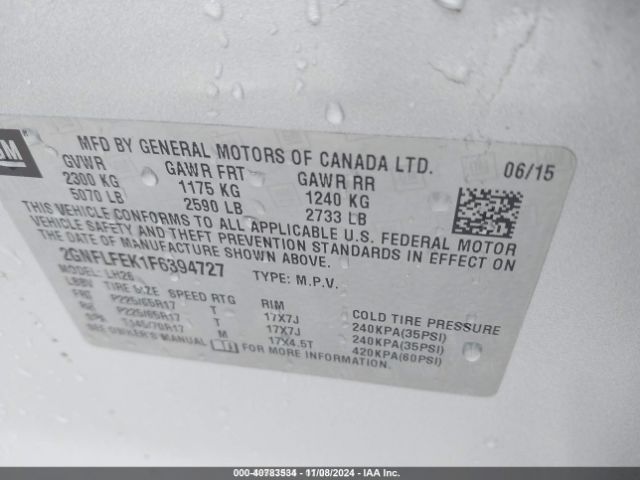 GM
MFD BY GENERAL MOTORS OF CANADA LTD. 06/15
GVWR GAWR FRT GAWR RR
2300 KG 1175 KG 1240 KG
5070 LB 2590 LB 2733 LB
THIS VEHICLE CONFORMS TO ALL APPLICABLE U.S. FEDERAL MOTOR
VEHICLE SAFETY AND THEFT PREVENTION STANDARDS IN EFFECT ON
THE DATE OF MANUFACTURE SHOWN ABOVE.
2GNFLFEK1F6394727 TYPE: M.P.V.
MODEL: LH26
TIRE SIZE SPEED RTG RIM COLD TIRE PRESSURE
FRT P225/65R17 T 17X7J 240KPA(35PSI)
RR P225/65R17 T 17X7J 240KPA(35PSI)
SPR T145/70R17 M 17X4.5T 420KPA(60PSI)
SEE OWNER'S MANUAL FOR MORE INFORMATION.
000-40783534 - 11/08/2024 - IAAI.COM